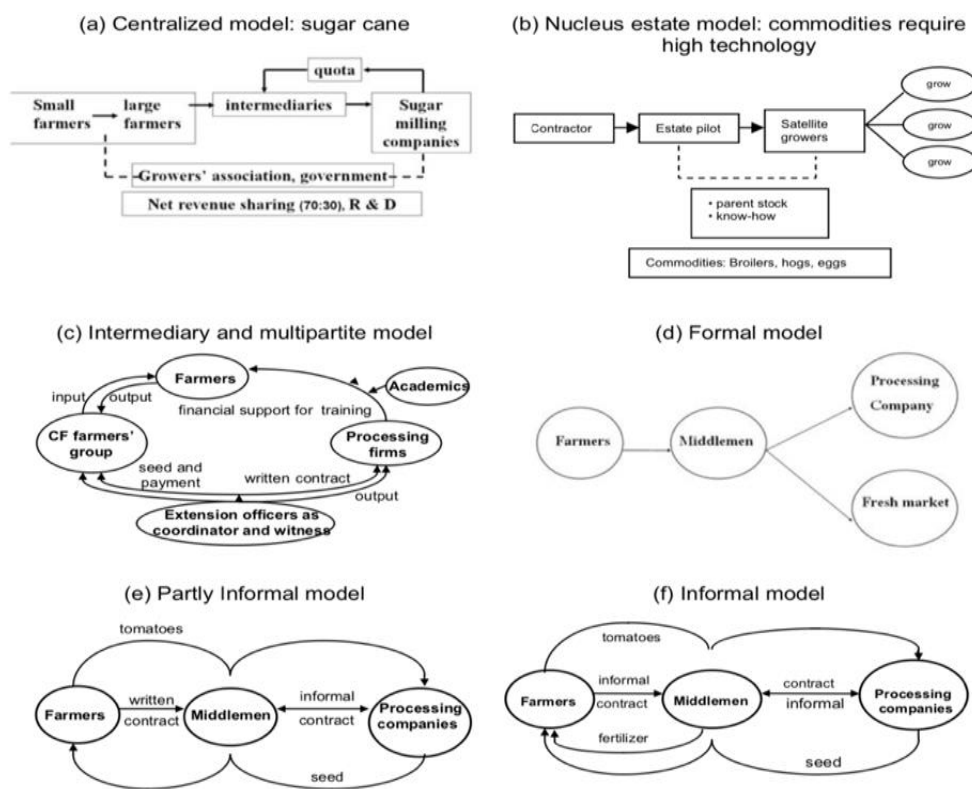 (a) Centralized model: sugar cane
quota
Small
farmers
large
farmers
intermediaries
Sugar
milling
companies
Growers' association, government
Net revenue sharing (70:30), R & D
(b) Nucleus estate model: commodities require
high technology
Contractor
Estate pilot
Satellite
growers
grow
grow
grow
• parent stock
• know-how
Commodities: Broilers, hogs, eggs
(c) Intermediary and multipartite model
Farmers
Academics
input
output
financial support for training
CF farmers'
group
Processing
firms
seed and
payment
written contract
output
Extension officers as
coordinator and witness
(d) Formal model
Farmers
Middlemen
Processing
Company
Fresh market
(e) Partly Informal model
tomatoes
Farmers
written
contract
Middlemen
informal
contract
Processing
companies
seed
(f) Informal model
tomatoes
Farmers
informal
contract
Middlemen
contract
informal
Processing
companies
fertilizer
seed